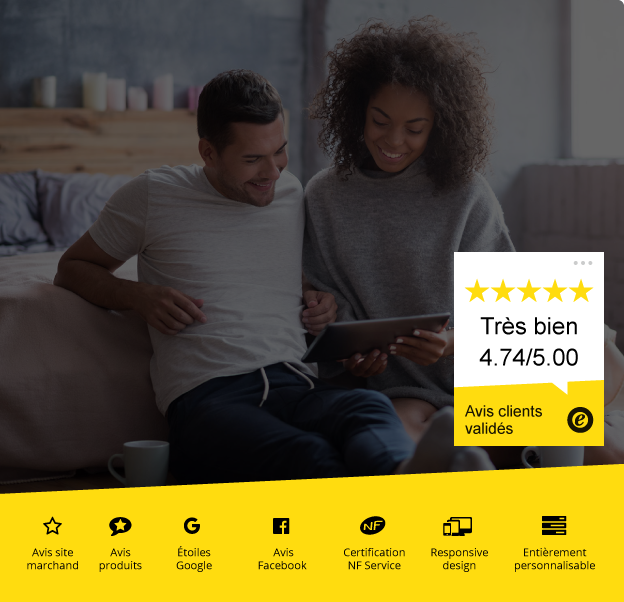 Très bien
4.74/5.00
Avis clients
validés
e
Avis site
marchand
Avis
produits
G
Étoiles
Google
f
Avis
Facebook
NF
Certification
NF Service
Responsive
design
Entièrement
personnalisable